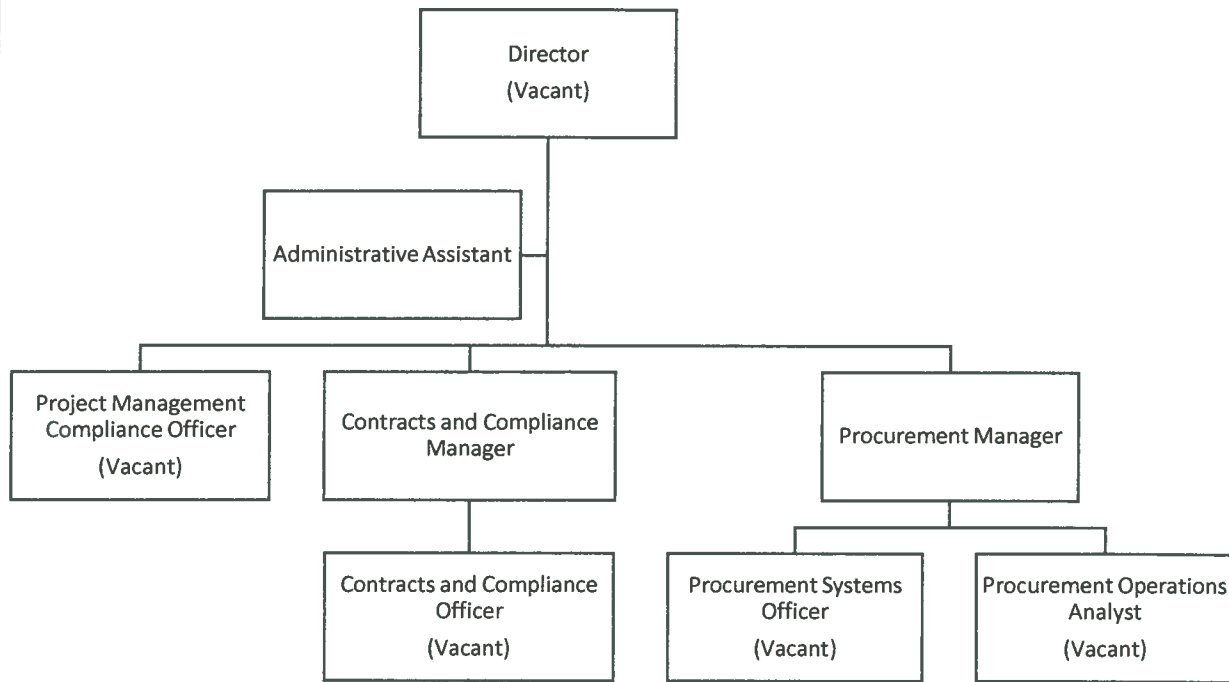 Director
(Vacant)
Administrative Assistant
Project Management
Compliance Officer
(Vacant)
Contracts and Compliance
Manager
Procurement Manager
Contracts and Compliance
Officer
(Vacant)
Procurement Systems
Officer
(Vacant)
Procurement Operations
Analyst
(Vacant)